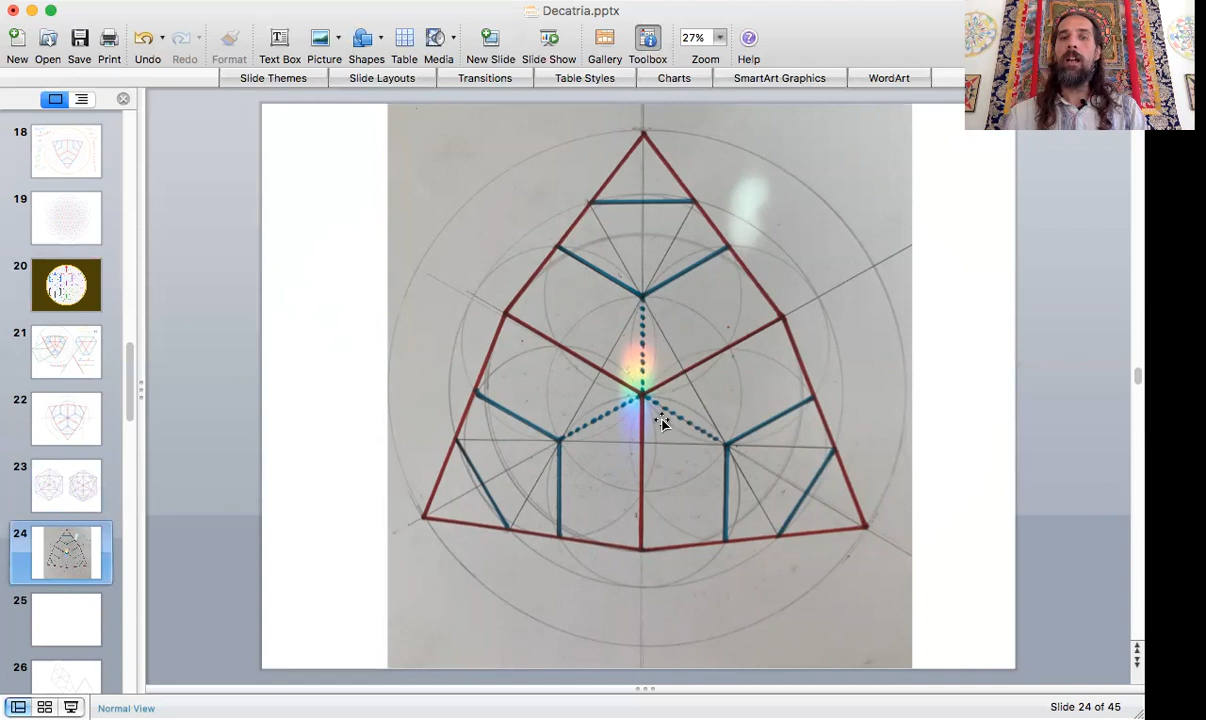 Decatria.pptx
New Open Save Print Undo Redo Format Text Box Picture Shapes Table Media New Slide Slide Show Gallery Toolbox 27% Zoom Help
Slide Themes Slide Layouts Transitions Table Styles Charts SmartArt Graphics WordArt
18
19
20
21
22
23
24
25
26
Normal View
Slide 24 of 45